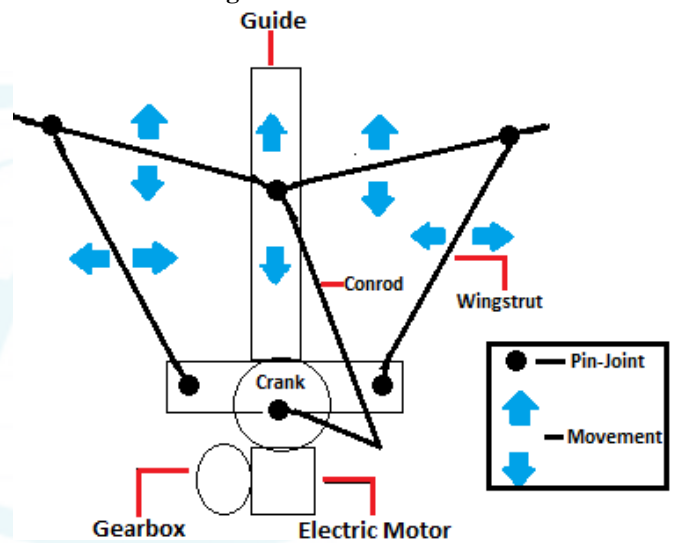 Guide
Conrod
Wingstrut
Crank
Pin-Joint
Movement
Gearbox
Electric Motor